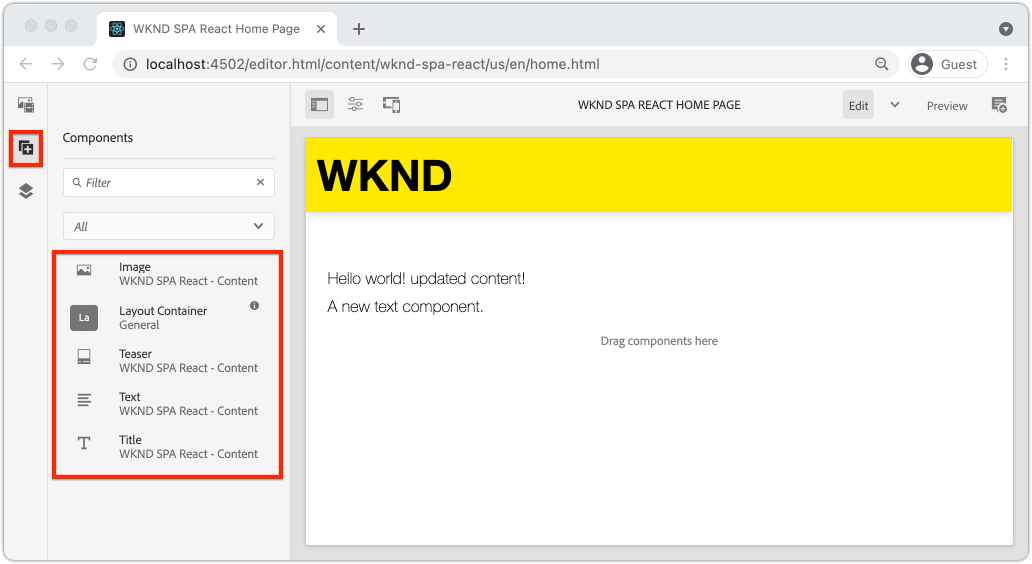 WKND SPA React Home Page
localhost:4502/editor.html/content/wknd-spa-react/us/en/home.html
Guest
Components
Filter
All
Image
WKND SPA React - Content
La
Layout Container
General
Teaser
WKND SPA React - Content
Text
WKND SPA React - Content
Title
WKND SPA React - Content
WKND SPA REACT HOME PAGE
Edit
Preview
WKND
Hello world! updated content!
A new text component.
Drag components here